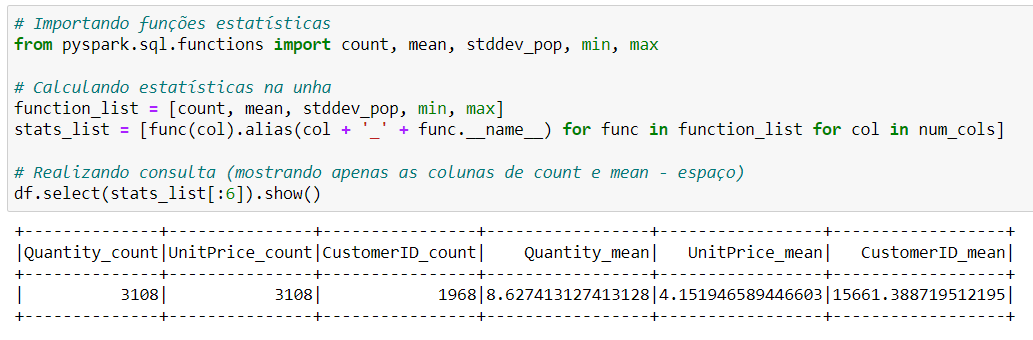 # Importando funções estatísticas
from pyspark.sql.functions import count, mean, stddev_pop, min, max
# Calculando estatísticas na unha
function_list = [count, mean, stddev_pop, min, max]
stats_list = [func(col).alias(col + '_' + func.__name__) for func in function_list for col in num_cols]
# Realizando consulta (mostrando apenas as colunas de count e mean - espaço)
df.select(stats_list[:6]).show()
+--------------+---------------+----------------+-----------------+-----------------+------------------+
|Quantity_count|UnitPrice_count|CustomerID_count|    Quantity_mean|   UnitPrice_mean|   CustomerID_mean|
+--------------+---------------+----------------+-----------------+-----------------+------------------+
|          3108|           3108|            1968|8.627413127413128|4.151946589446603|15661.388719512195|
+--------------+---------------+----------------+-----------------+-----------------+------------------+